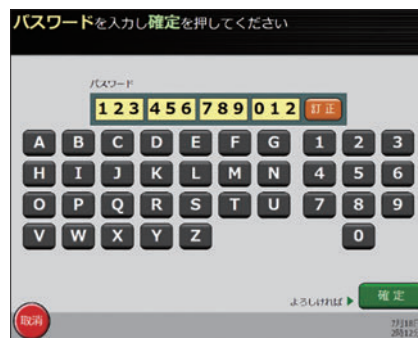 パスワードを入力し確定を押してください
パスワード
123 456 789 012 訂正
A B C D E F G 1 2 3
H I J K L M N 4 5 6
O P Q R S T U 7 8 9
V W X Y Z 0
よろしければ ▶ 確定
取消